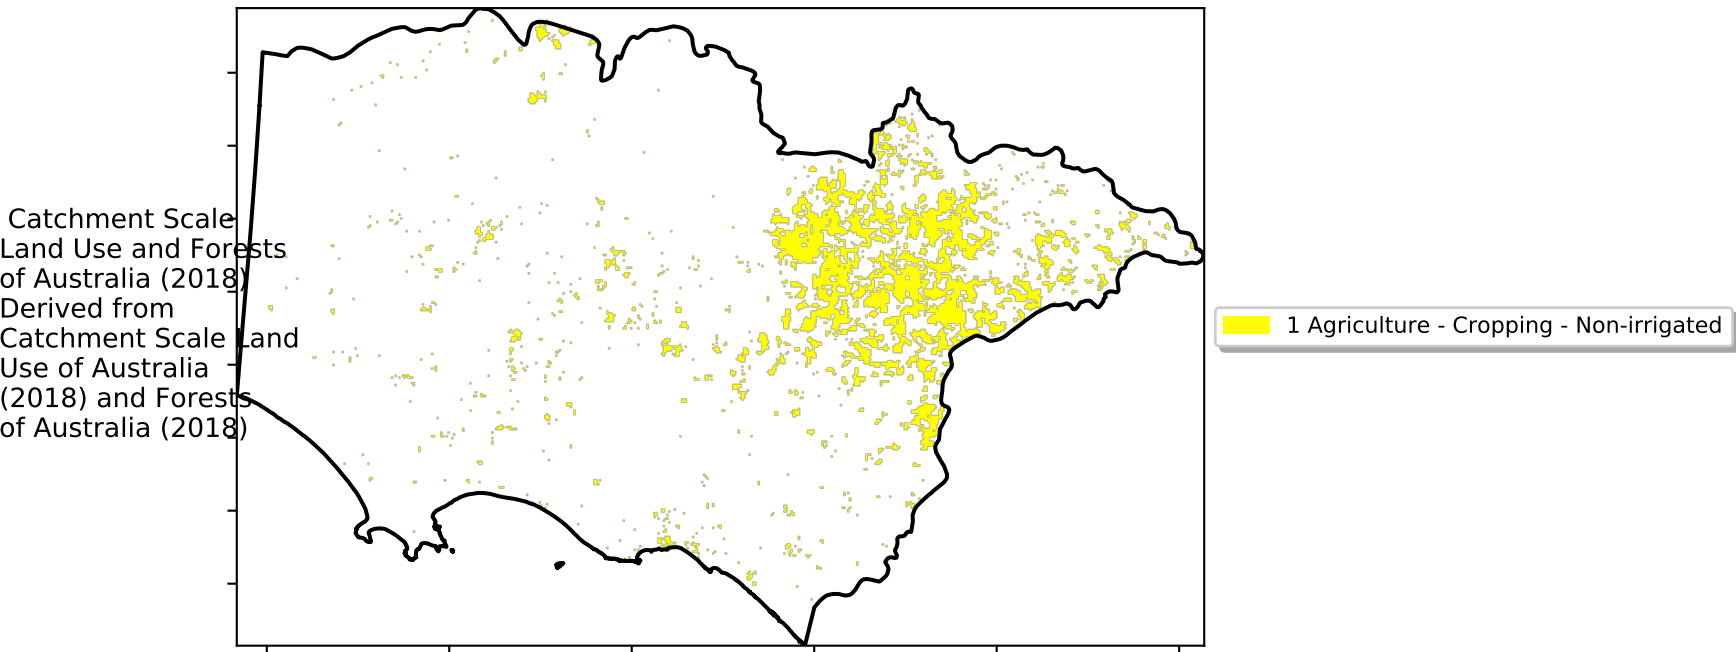 Catchment Scale
Land Use and Forests
of Australia (2018)
Derived from
Catchment Scale Land
Use of Australia
(2018) and Forests
of Australia (2018)
1 Agriculture - Cropping - Non-irrigated